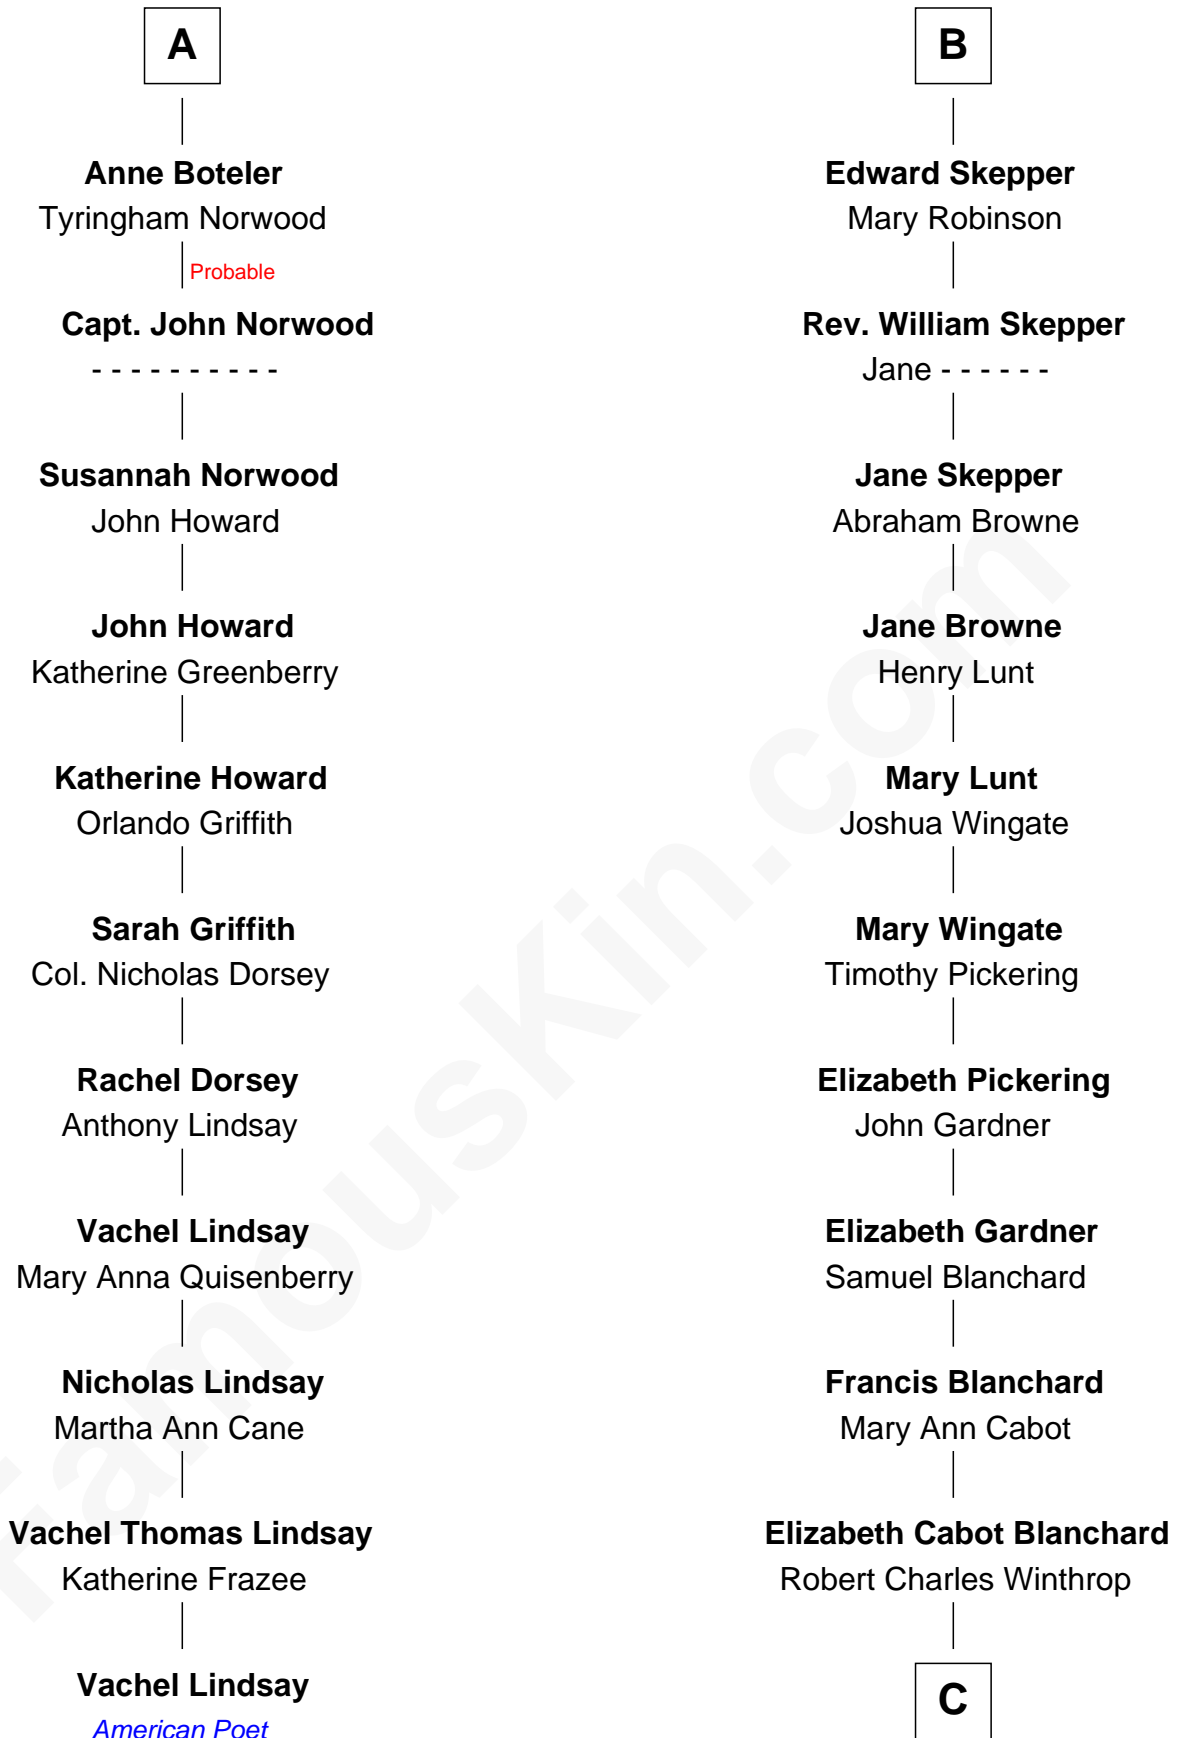 A
Anne Boteler
Tyringham Norwood
Probable
Capt. John Norwood
- - - - - - - - - -
Susannah Norwood
John Howard
John Howard
Katherine Greenberry
Katherine Howard
Orlando Griffith
Sarah Griffith
Col. Nicholas Dorsey
Rachel Dorsey
Anthony Lindsay
Vachel Lindsay
Mary Anna Quisenberry
Nicholas Lindsay
Martha Ann Cane
Vachel Thomas Lindsay
Katherine Frazee
Vachel Lindsay
American Poet
B
Edward Skepper
Mary Robinson
Rev. William Skepper
Jane - - - - - -
Jane Skepper
Abraham Browne
Jane Browne
Henry Lunt
Mary Lunt
Joshua Wingate
Mary Wingate
Timothy Pickering
Elizabeth Pickering
John Gardner
Elizabeth Gardner
Samuel Blanchard
Francis Blanchard
Mary Ann Cabot
Elizabeth Cabot Blanchard
Robert Charles Winthrop
C
FamousKin.com